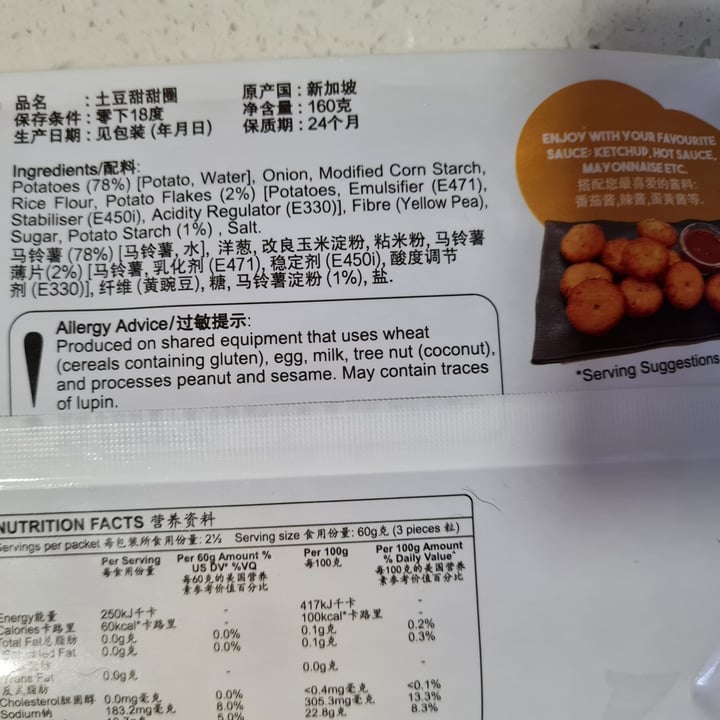 品名 : 土豆甜甜圈
原产国 : 新加坡
保存条件 : 零下18度
净含量 : 160克
生产日期 : 见包装 (年月日)
保质期 : 24个月
Ingredients/配料:
Potatoes (78%) [Potato, Water], Onion, Modified Corn Starch,
Rice Flour, Potato Flakes (2%) [Potatoes, Emulsifier (E471),
Stabiliser (E450i), Acidity Regulator (E330)], Fibre (Yellow Pea),
Sugar, Potato Starch (1%) , Salt.
马铃薯 (78%) [马铃薯, 水], 洋葱, 改良玉米淀粉, 粘米粉, 马铃薯
薄片(2%) [马铃薯, 乳化剂 (E471), 稳定剂 (E450i), 酸度调节
剂 (E330)], 纤维 (黄豌豆), 糖, 马铃薯淀粉 (1%), 盐.
ENJOY WITH YOUR FAVOURITE
SAUCE: KETCHUP, HOT SAUCE,
MAYONNAISE ETC.
搭配您最喜爱的酱料:
番茄酱,辣酱,蛋黄酱等.
*Serving Suggestions
Allergy Advice/过敏提示:
Produced on shared equipment that uses wheat
(cereals containing gluten), egg, milk, tree nut (coconut),
and processes peanut and sesame. May contain traces
of lupin.
NUTRITION FACTS 营养资料
Servings per packet 每包装所食用份量: 2½ Serving size 食用份量: 60g克 (3 pieces 粒)
Per Serving
每食用份量
Per 60g Amount %
US DV* %VQ
每60克的美国营养
素参考价值百分比
Per 100g
每100克
Per 100g Amount
% Daily Value*
每100克的美国营养
素参考价值百分比
Energy能量 250kJ千卡 - 417kJ千卡 -
Calories卡路里 60kcal*卡路里 - 100kcal*卡路里 -
Total Fat总脂肪 0.0g克 0.0% 0.1g克 0.2%
Fat 0.0g克 0.0% 0.1g克 0.3%
Trans Fat
反式脂肪 0.0g克 - 0.0g克 -
Cholesterol胆固醇 0.0mg毫克 0.0% <0.4mg毫克 <0.1%
Sodium钠 183.2mg毫克 8.0% 305.3mg毫克 13.3%
5.0% 22.8g克 8.3%